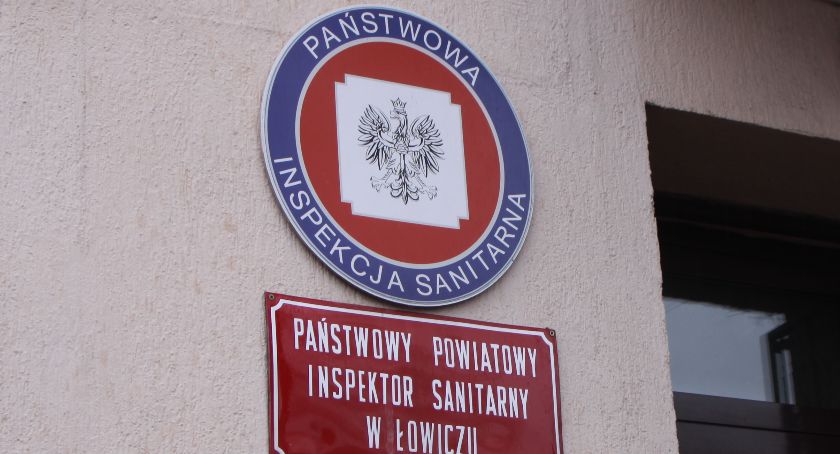 PAŃSTWOWA
INSPEKCJA SANITARNA
PAŃSTWOWY POWIATOWY
INSPEKTOR SANITARNY
W ŁOWICZU